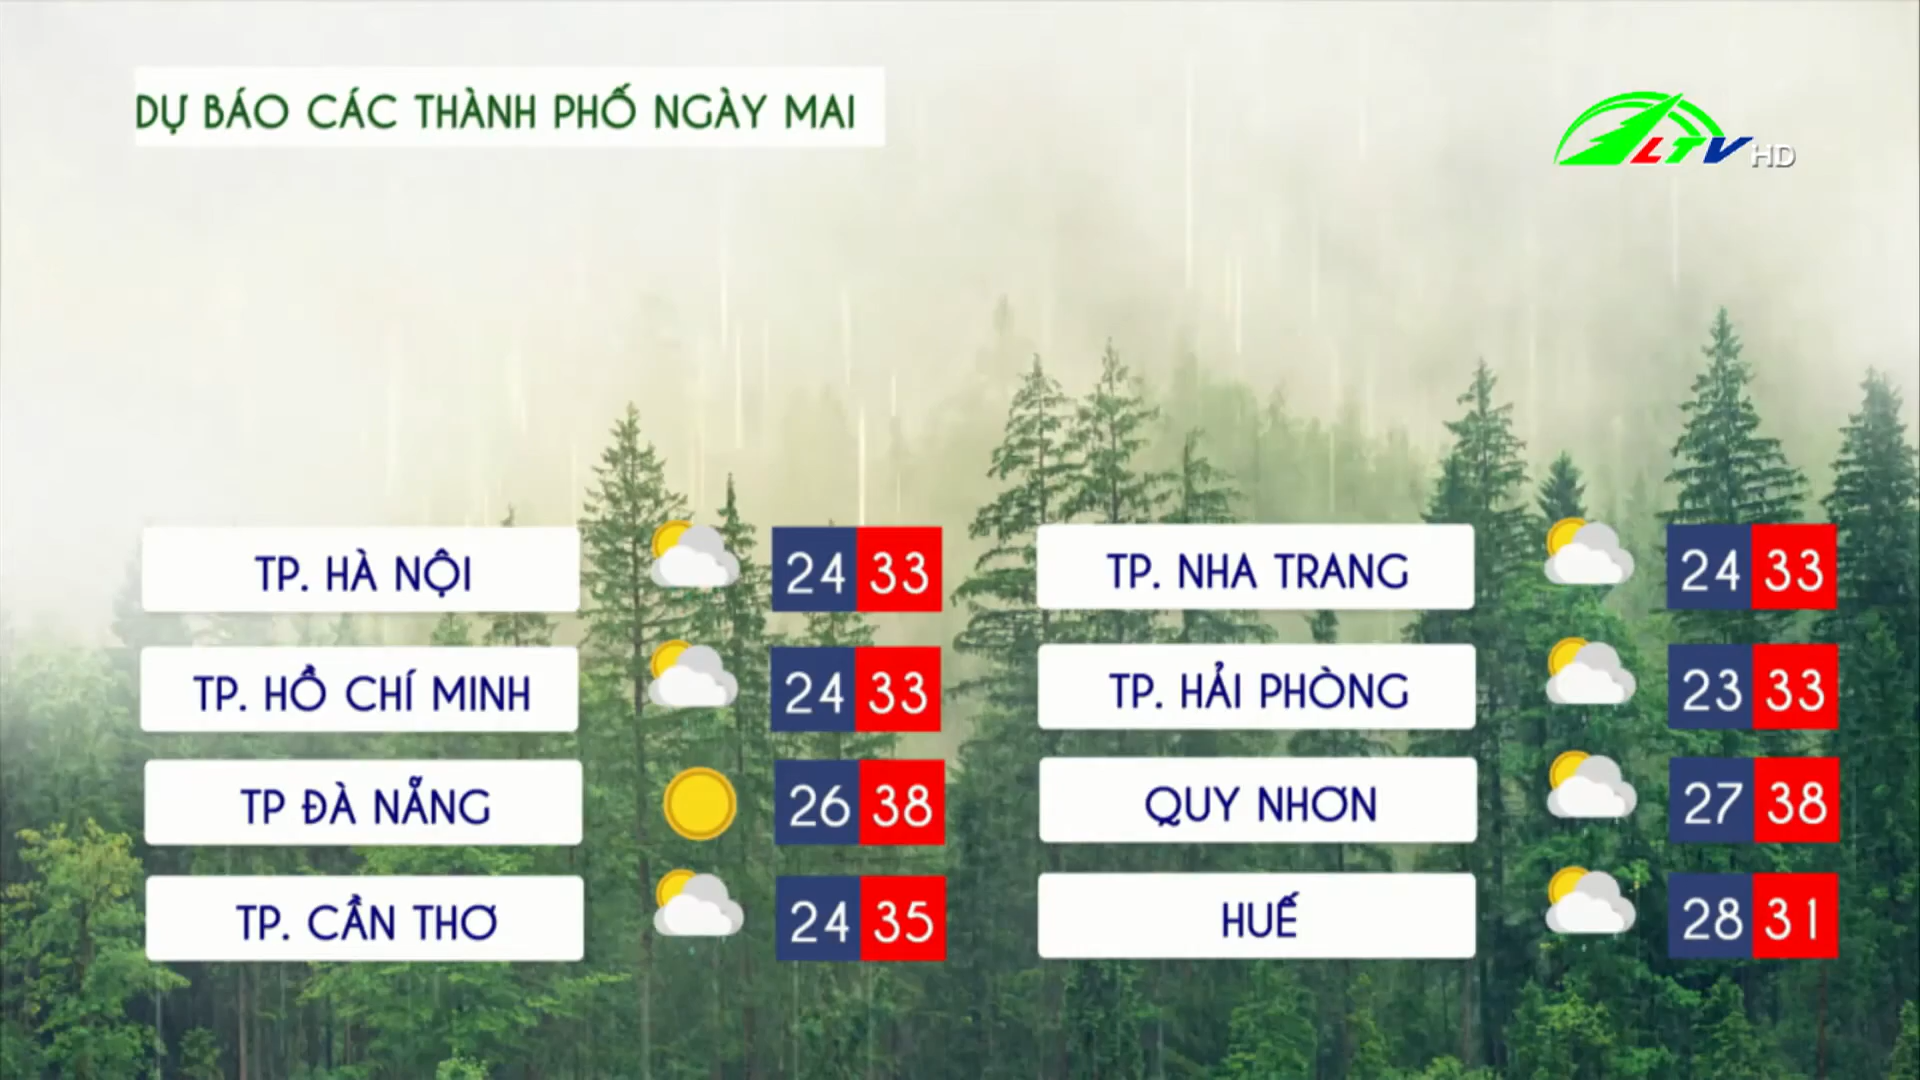 DỰ BÁO CÁC THÀNH PHỐ NGÀY MAI
LTV HD
TP. HÀ NỘI 24 33
TP. HỒ CHÍ MINH 24 33
TP ĐÀ NẴNG 26 38
TP. CẦN THƠ 24 35
TP. NHA TRANG 24 33
TP. HẢI PHÒNG 23 33
QUY NHƠN 27 38
HUẾ 28 31